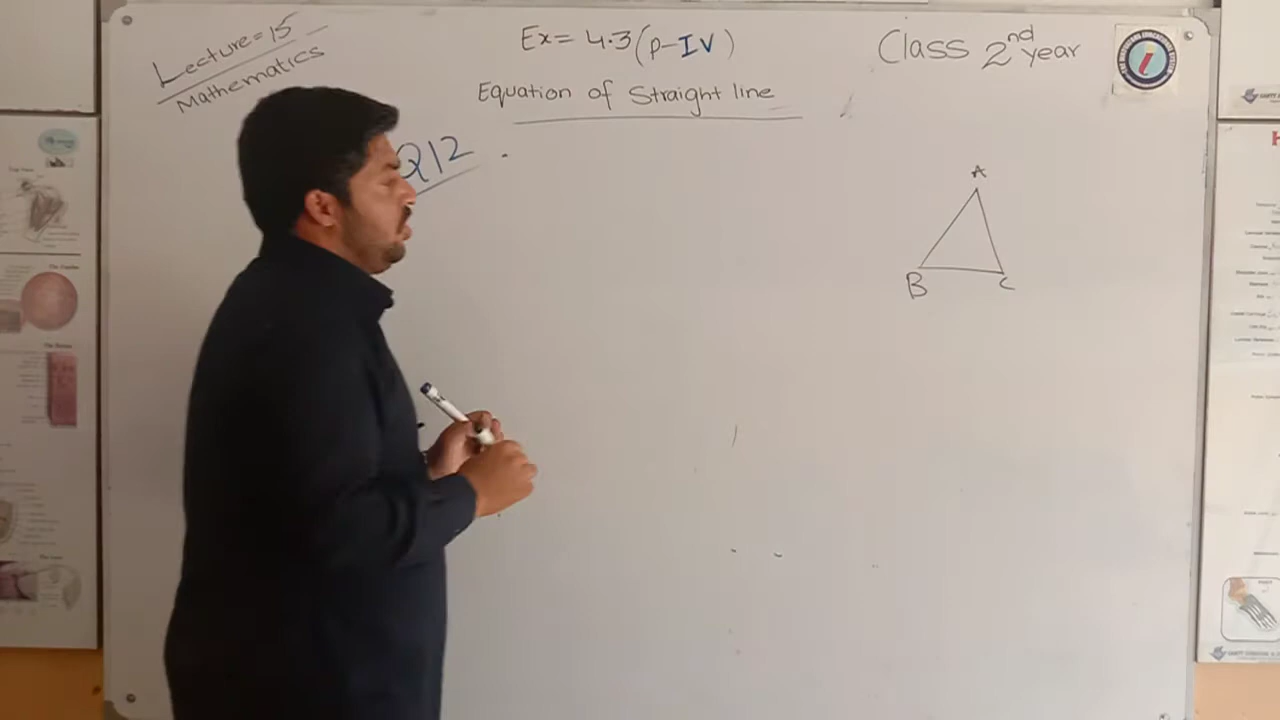 Lecture = 15
Mathematics
Ex = 4.3 (P-IV)
Equation of Straight line
Class 2nd year
Q12
A
B
C